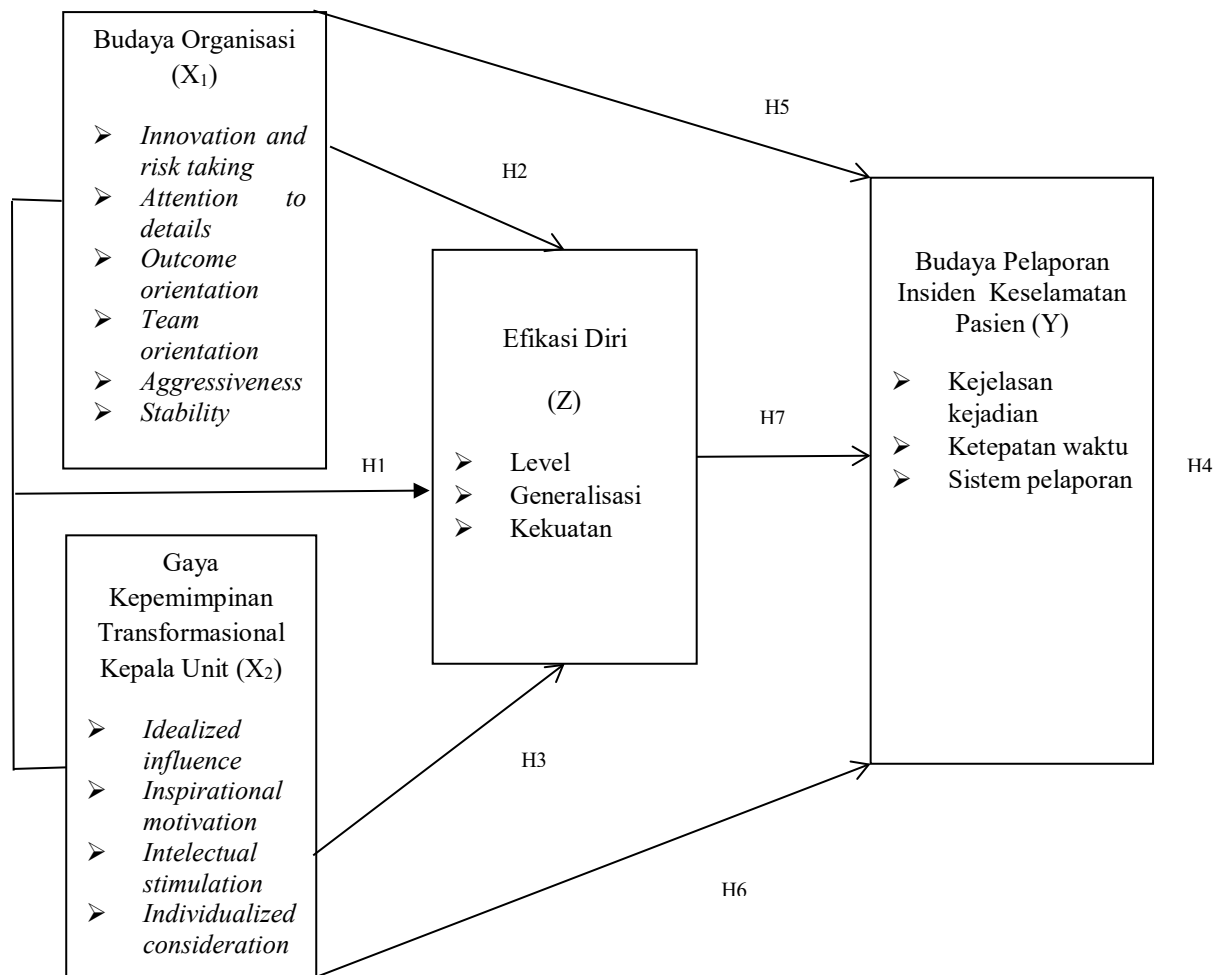 Budaya Organisasi
(X₁)
➢ Innovation and
risk taking
➢ Attention to
details
➢ Outcome
orientation
➢ Team
orientation
➢ Aggressiveness
➢ Stability
H5
H2
H1
Efikasi Diri
(Z)
➢ Level
➢ Generalisasi
➢ Kekuatan
H7
Budaya Pelaporan
Insiden Keselamatan
Pasien (Y)
➢ Kejelasan
kejadian
➢ Ketepatan waktu
➢ Sistem pelaporan
H4
Gaya
Kepemimpinan
Transformasional
Kepala Unit (X₂)
➢ Idealized
influence
➢ Inspirational
motivation
➢ Intelectual
stimulation
➢ Individualized
consideration
H3
H6